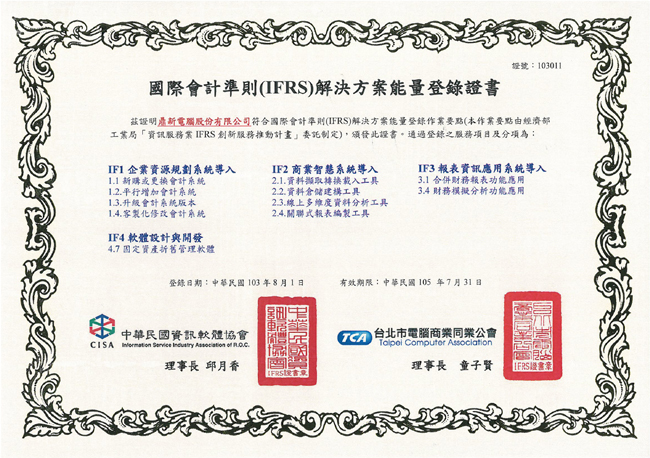 證號：103011
國際會計準則(IFRS)解決方案能量登錄證書
茲證明鼎新電腦股份有限公司符合國際會計準則(IFRS)解決方案能量登錄作業要點(本作業要點由經濟部
工業局「資訊服務業 IFRS 創新服務推動計畫」委託制定)，頒發此證書。通過登錄之服務項目及分項為：
IF1 企業資源規劃系統導入
1.1 新購或更換會計系統
1.2.平行增加會計系統
1.3.升級會計系統版本
1.4.客製化修改會計系統
IF2 商業智慧系統導入
2.1.資料擷取轉換載入工具
2.2.資料倉儲建構工具
2.3.線上多維度資料分析工具
2.4.關聯式報表編製工具
IF3 報表資訊應用系統導入
3.1 合併財務報表功能應用
3.4 財務模擬分析功能應用
IF4 軟體設計與開發
4.7 固定資產折舊管理軟體
登錄日期：中華民國 103 年 8 月 1 日
有效期限：中華民國 105 年 7 月 31 日
CISA
中華民國資訊軟體協會
Information Service Industry Association of R.O.C.
理事長 邱月香
IFRS證書章
TCA
台北市電腦商業同業公會
Taipei Computer Association
理事長 童子賢
IFRS證書章